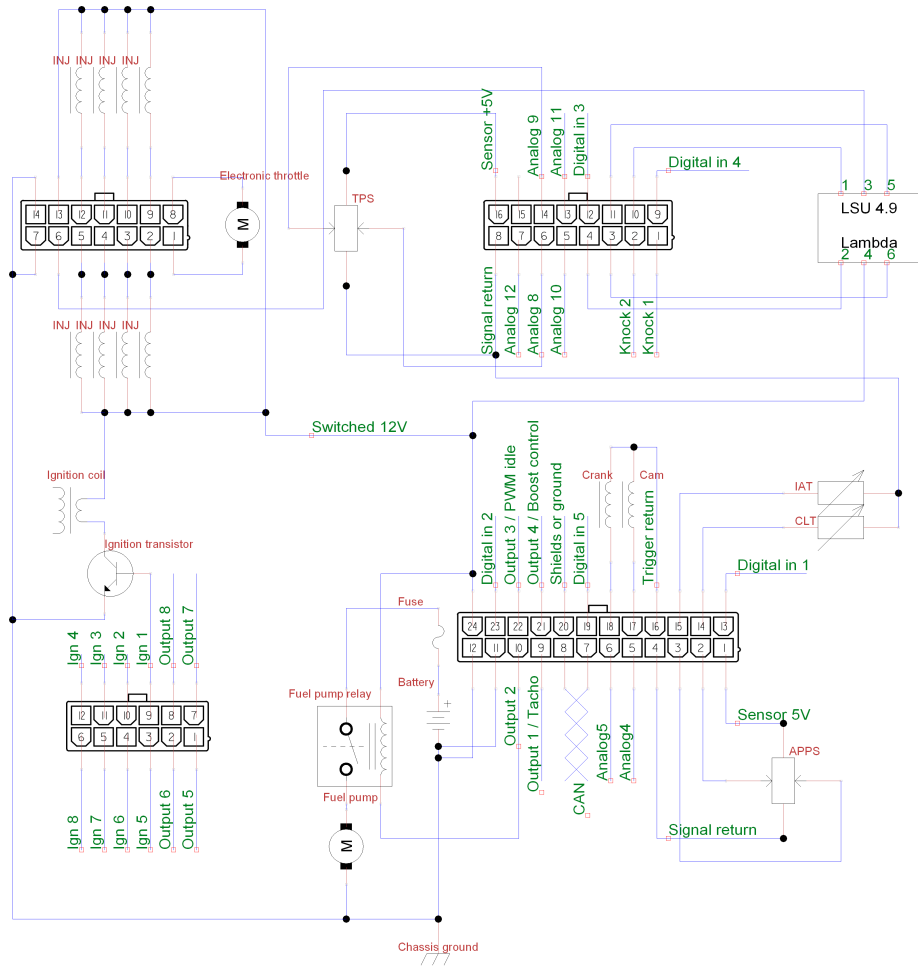 INJ INJ INJ INJ
Electronic throttle
14 13 12 11 10 9 8
7 6 5 4 3 2 1
M
INJ INJ INJ INJ
TPS
Sensor +5V
Analog 9
Analog 11
Digital in 3
Digital in 4
16 15 14 13 12 11 10 9
8 7 6 5 4 3 2 1
Signal return
Analog 12
Analog 8
Analog 10
Knock 2
Knock 1
1 3 5
LSU 4.9
Lambda
2 4 6
Switched 12V
Ignition coil
Ignition transistor
Ign 4
Ign 3
Ign 2
Ign 1
Output 8
Output 7
12 11 10 9 8 7
6 5 4 3 2 1
Ign 8
Ign 7
Ign 6
Ign 5
Output 6
Output 5
Fuse
Battery
Fuel pump relay
Fuel pump
M
Chassis ground
Digital in 2
Output 3 / PWM idle
Output 4 / Boost control
Shields or ground
Digital in 5
Crank
Cam
Trigger return
IAT
CLT
Digital in 1
24 23 22 21 20 19 18 17 16 15 14 13
12 11 10 9 8 7 6 5 4 3 2 1
Output 2
Output 1 / Tacho
CAN
Analog5
Analog4
Sensor 5V
APPS
Signal return